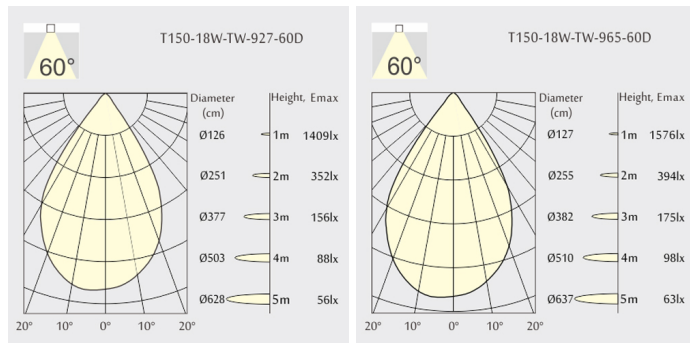 T150-18W-TW-927-60D
60°
Diameter Height, Emax
(cm)
Ø126 1m 1409lx
Ø251 2m 352lx
Ø377 3m 156lx
Ø503 4m 88lx
Ø628 5m 56lx
20° 10° 0° 10° 20°
T150-18W-TW-965-60D
60°
Diameter Height, Emax
(cm)
Ø127 1m 1576lx
Ø255 2m 394lx
Ø382 3m 175lx
Ø510 4m 98lx
Ø637 5m 63lx
20° 10° 0° 10° 20°